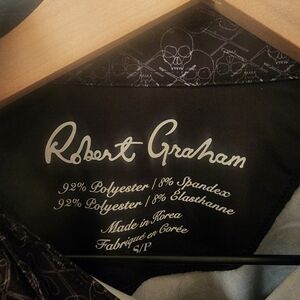 Robert Graham
92% Polyester / 8% Spandex
92% Polyester / 8% Elasthanne
Made in Korea
Fabriqué en Corée
S/P